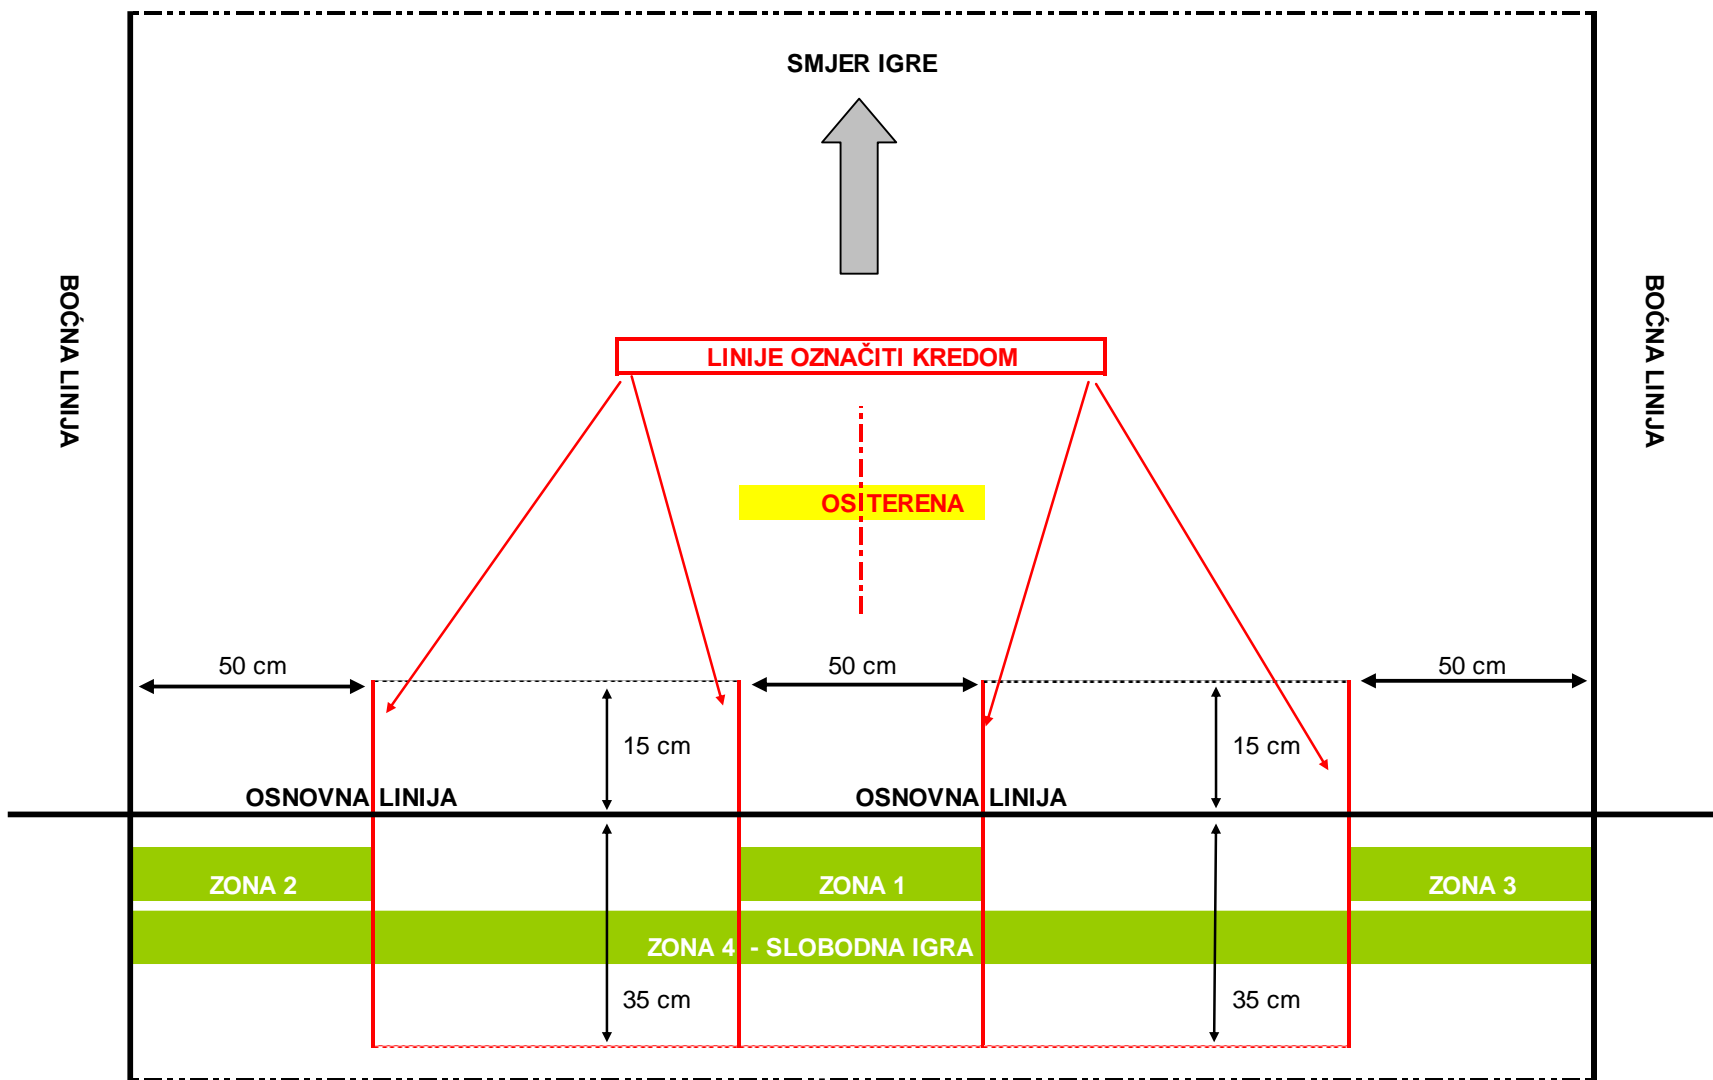 SMJER IGRE
BOĆNA LINIJA
BOĆNA LINIJA
LINIJE OZNAČITI KREDOM
OS TERENA
50 cm
50 cm
50 cm
15 cm
15 cm
OSNOVNA LINIJA
OSNOVNA LINIJA
ZONA 2
ZONA 1
ZONA 3
ZONA 4 - SLOBODNA IGRA
35 cm
35 cm